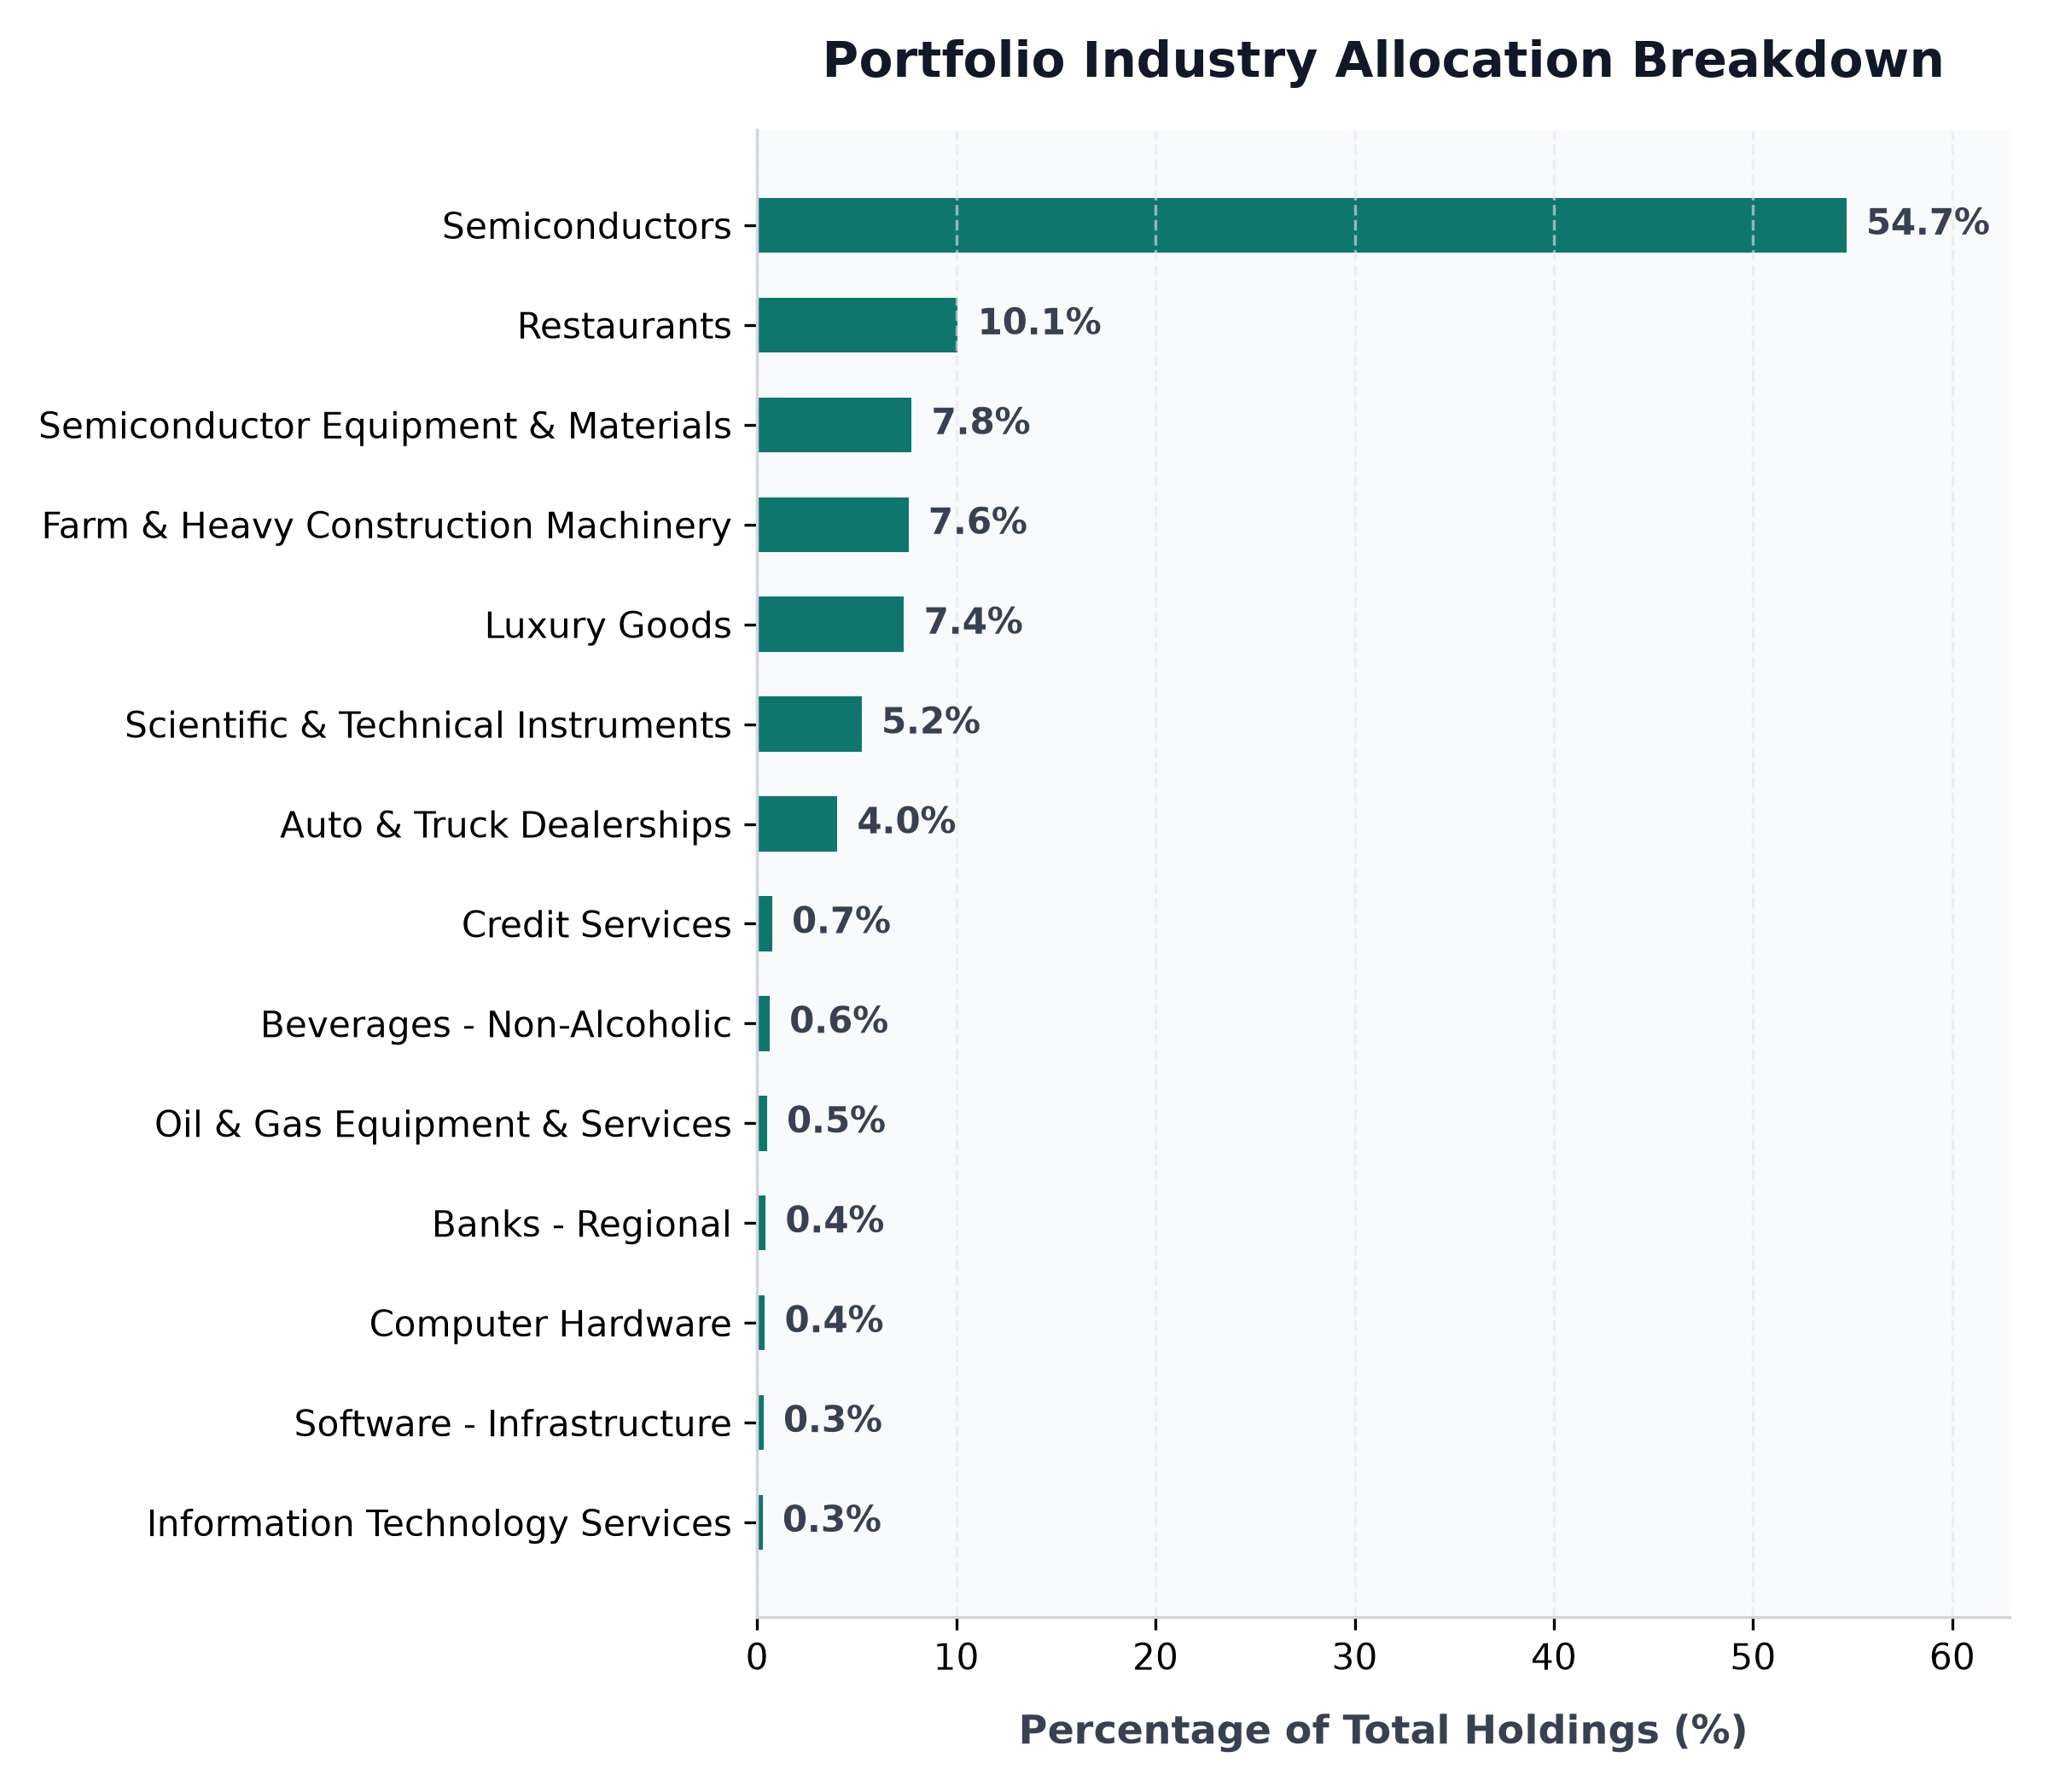 Portfolio Industry Allocation Breakdown
Semiconductors 54.7%
Restaurants 10.1%
Semiconductor Equipment & Materials 7.8%
Farm & Heavy Construction Machinery 7.6%
Luxury Goods 7.4%
Scientific & Technical Instruments 5.2%
Auto & Truck Dealerships 4.0%
Credit Services 0.7%
Beverages - Non-Alcoholic 0.6%
Oil & Gas Equipment & Services 0.5%
Banks - Regional 0.4%
Computer Hardware 0.4%
Software - Infrastructure 0.3%
Information Technology Services 0.3%
0 10 20 30 40 50 60
Percentage of Total Holdings (%)